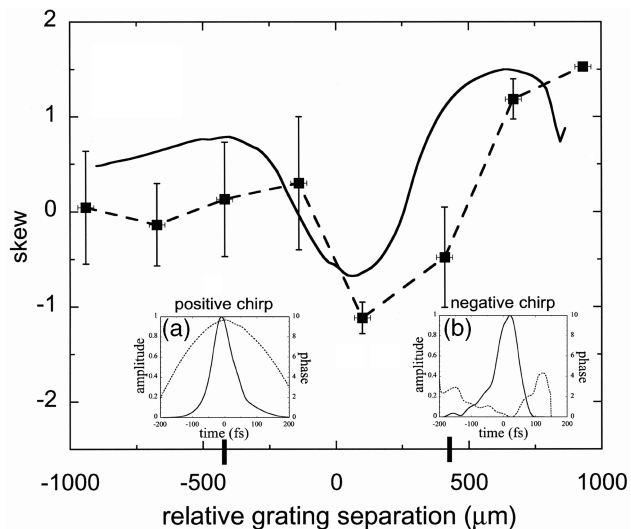 2
1
0
-1
-2
skew
positive chirp
(a)
1
0.8
0.6
0.4
0.2
0
amplitude
10
8
6
4
2
0
phase
-200 -100 0 100 200
time (fs)
negative chirp
(b)
1
0.8
0.6
0.4
0.2
0
amplitude
10
8
6
4
2
0
phase
-200 -100 0 50 100 150 200
time (fs)
-1000 -500 0 500 1000
relative grating separation (μm)